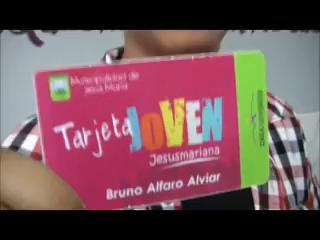 Municipalidad de
Jesús María
Tarjeta JOVEN
Jesusmariana
Bruno Alfaro Alviar